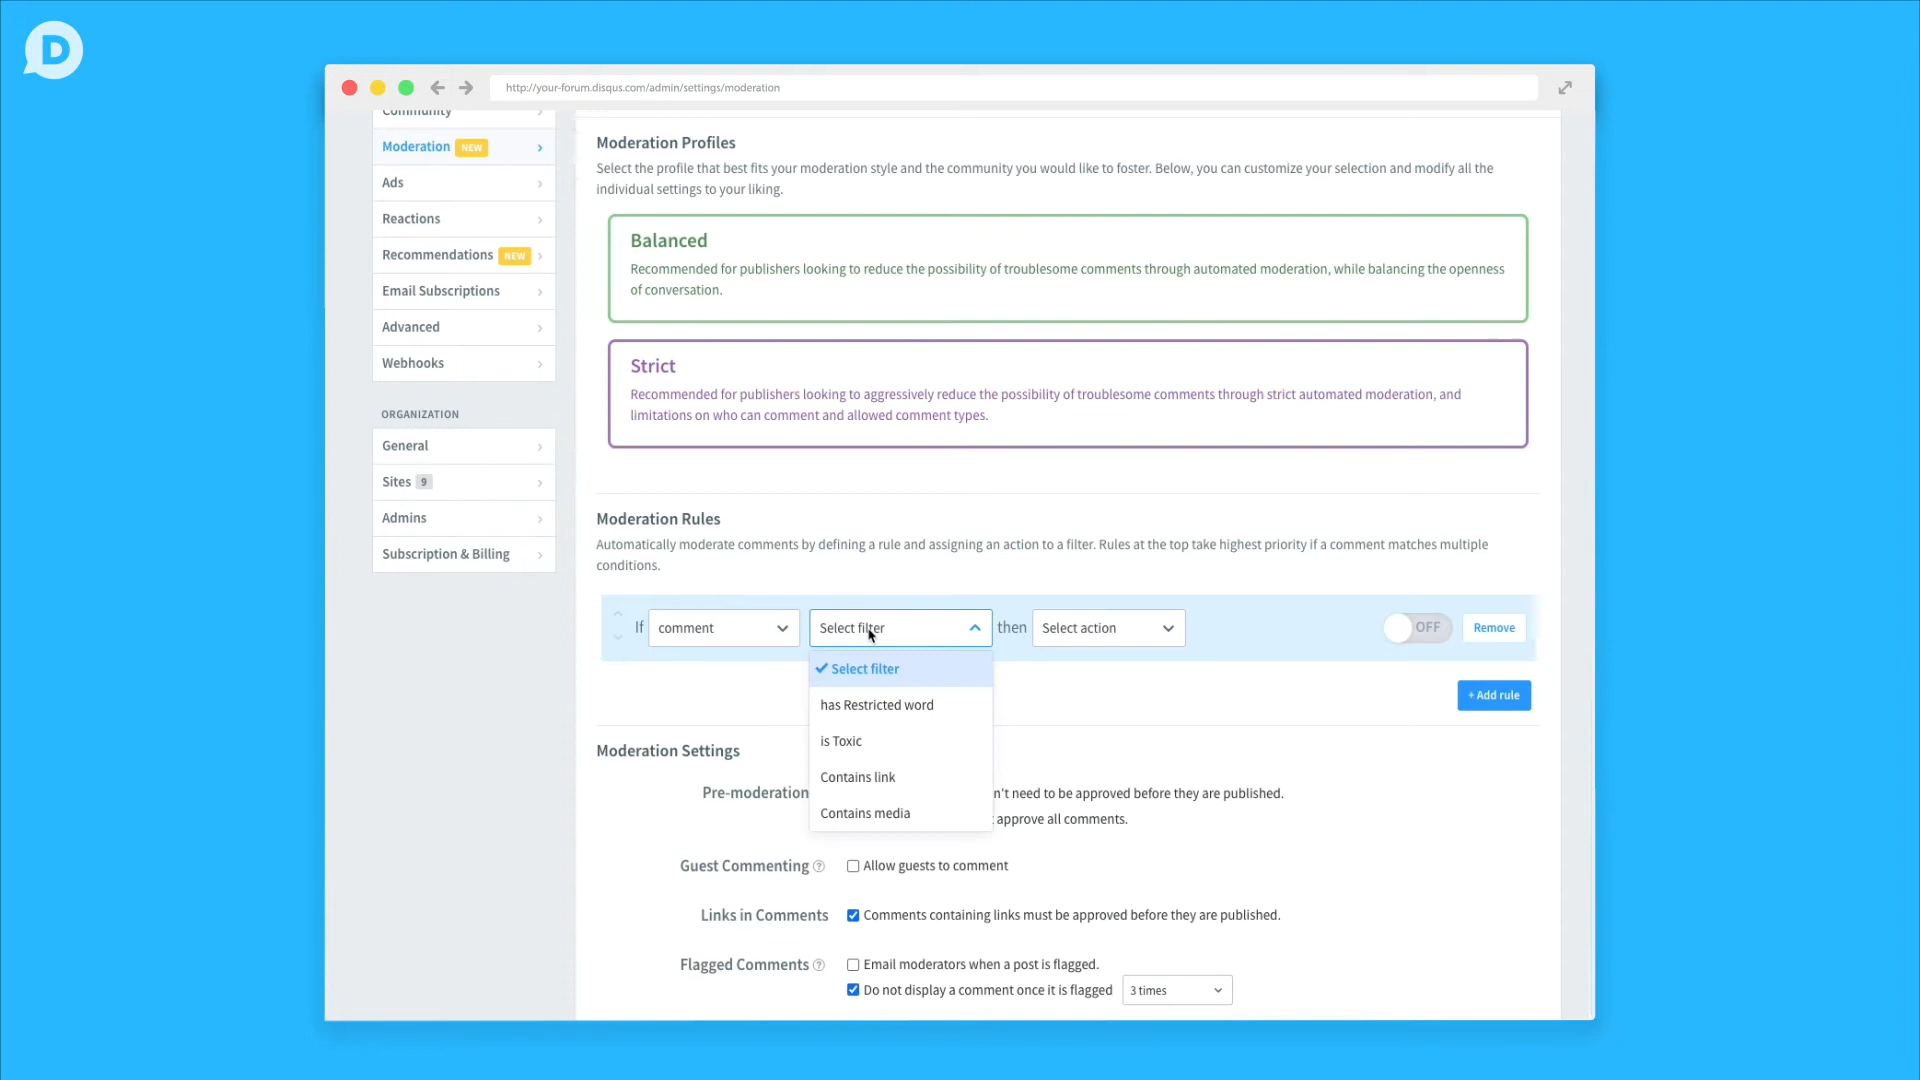 D
http://your-forum.disqus.com/admin/settings/moderation
Community
Moderation NEW
Ads
Reactions
Recommendations NEW
Email Subscriptions
Advanced
Webhooks
ORGANIZATION
General
Sites 9
Admins
Subscription & Billing
Moderation Profiles
Select the profile that best fits your moderation style and the community you would like to foster. Below, you can customize your selection and modify all the
individual settings to your liking.
Balanced
Recommended for publishers looking to reduce the possibility of troublesome comments through automated moderation, while balancing the openness
of conversation.
Strict
Recommended for publishers looking to aggressively reduce the possibility of troublesome comments through strict automated moderation, and
limitations on who can comment and allowed comment types.
Moderation Rules
Automatically moderate comments by defining a rule and assigning an action to a filter. Rules at the top take highest priority if a comment matches multiple
conditions.
If comment Select filter then Select action OFF Remove
Select filter
has Restricted word
is Toxic
Contains link
Contains media
+ Add rule
Moderation Settings
Pre-moderation n't need to be approved before they are published.
approve all comments.
Guest Commenting ? Allow guests to comment
Links in Comments Comments containing links must be approved before they are published.
Flagged Comments ? Email moderators when a post is flagged.
Do not display a comment once it is flagged 3 times